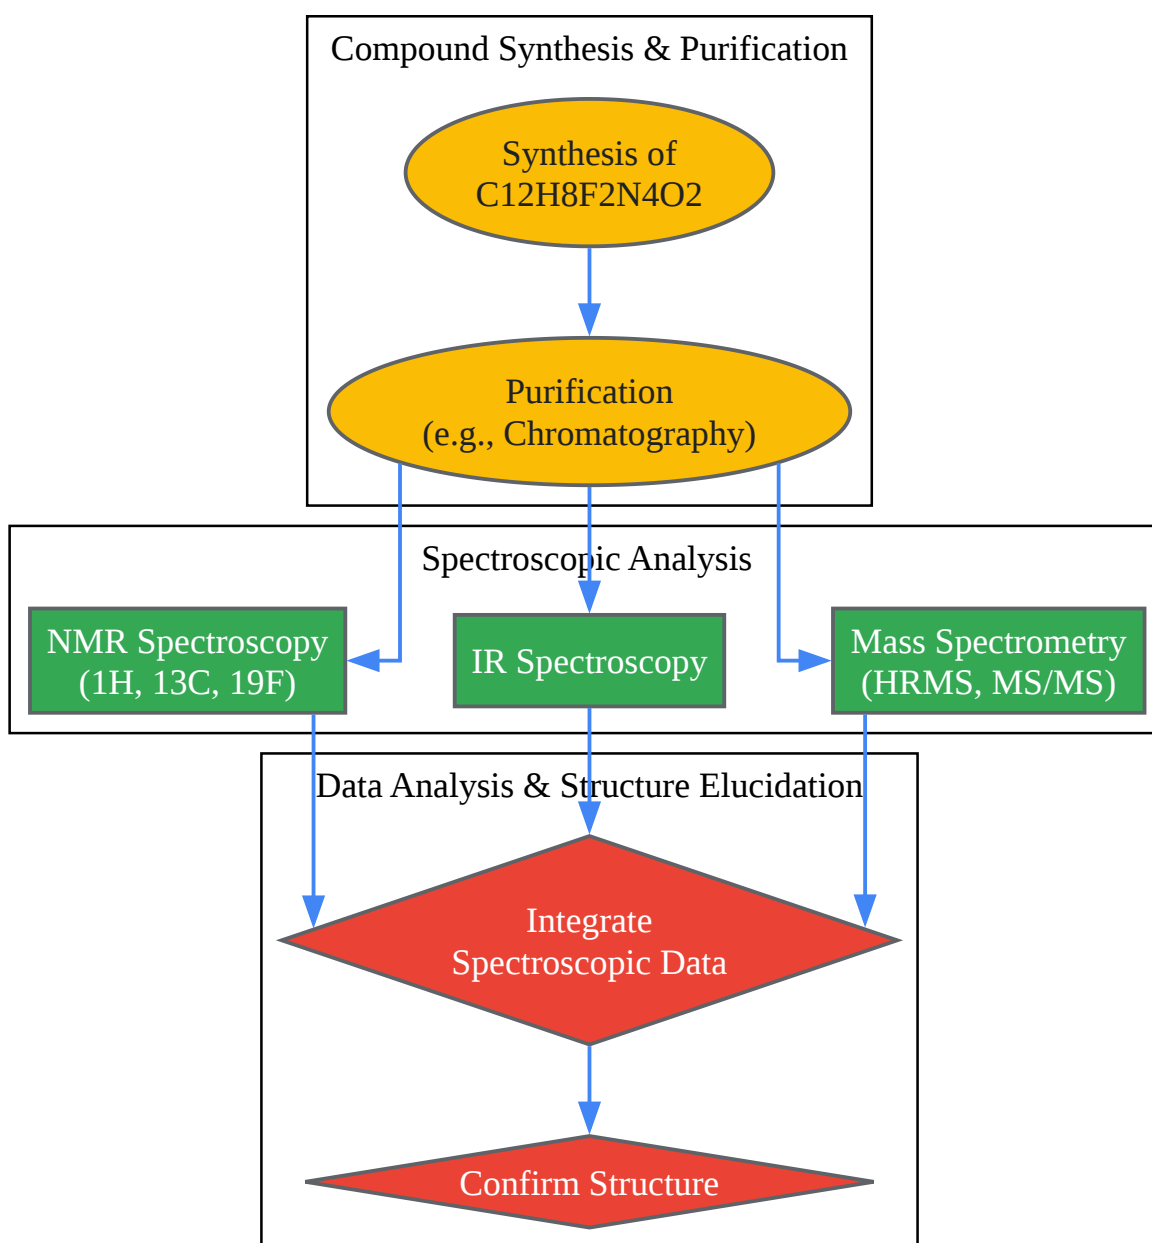 Compound Synthesis & Purification
Synthesis of
C12H8F2N4O2
Purification
(e.g., Chromatography)
Spectroscopic Analysis
NMR Spectroscopy
(1H, 13C, 19F)
IR Spectroscopy
Mass Spectrometry
(HRMS, MS/MS)
Data Analysis & Structure Elucidation
Integrate
Spectroscopic Data
Confirm Structure